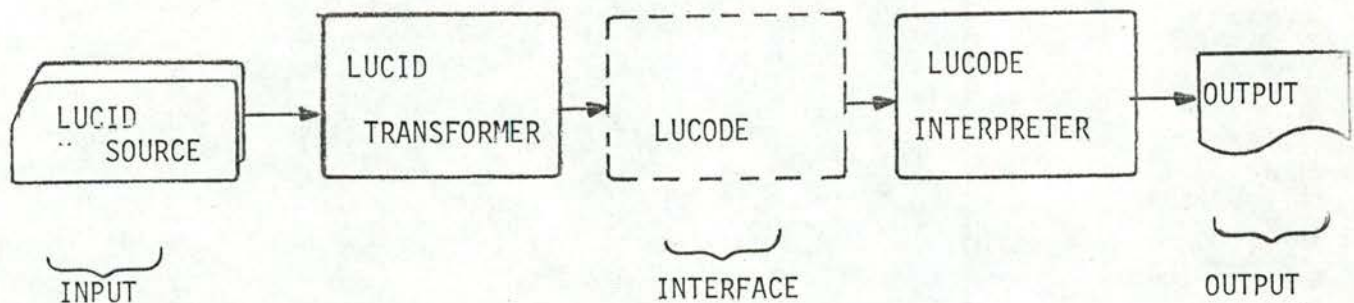 LUCID
SOURCE
LUCID
TRANSFORMER
LUCODE
LUCODE
INTERPRETER
OUTPUT
INPUT
INTERFACE
OUTPUT